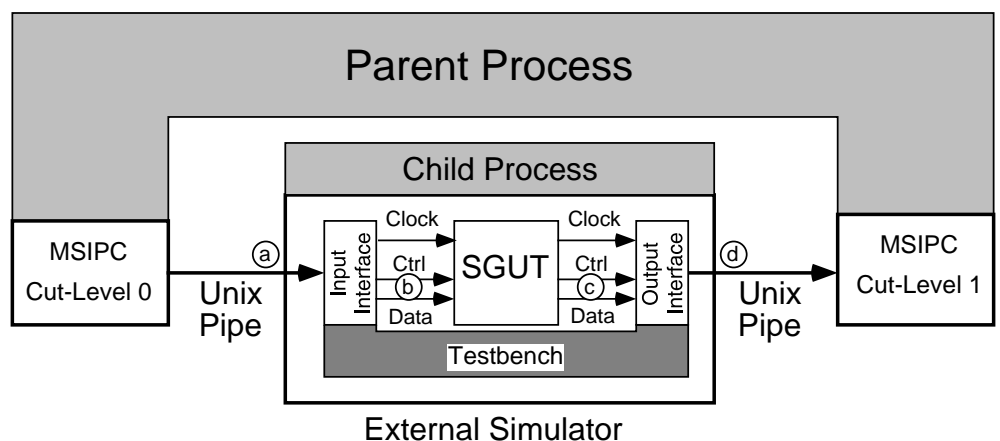 Parent Process
Child Process
MSIPC
Cut-Level 0
a
Unix
Pipe
Input
Interface
Clock
Ctrl
b
Data
SGUT
Clock
Ctrl
c
Data
Output
Interface
Testbench
d
Unix
Pipe
MSIPC
Cut-Level 1
External Simulator